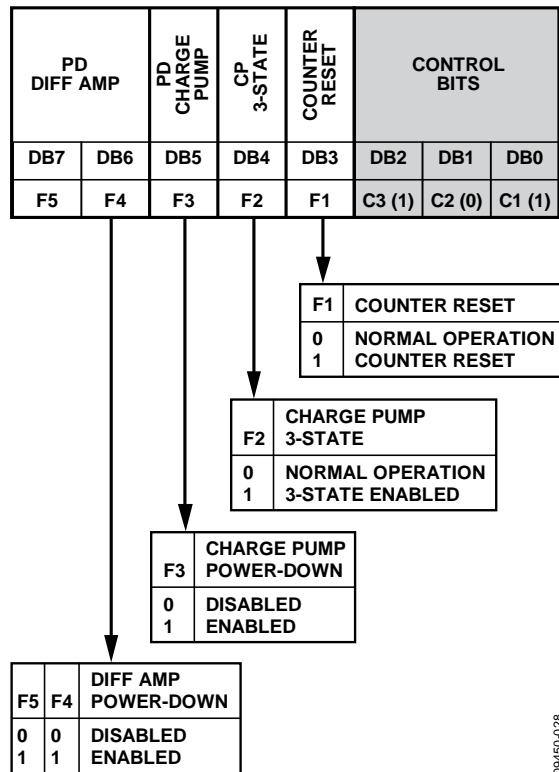 PD DIFF AMP
PD CHARGE PUMP
CP 3-STATE
COUNTER RESET
CONTROL BITS
DB7 DB6 DB5 DB4 DB3 DB2 DB1 DB0
F5 F4 F3 F2 F1 C3 (1) C2 (0) C1 (1)
F1 COUNTER RESET
0 NORMAL OPERATION
1 COUNTER RESET
CHARGE PUMP
F2 3-STATE
0 NORMAL OPERATION
1 3-STATE ENABLED
CHARGE PUMP
F3 POWER-DOWN
0 DISABLED
1 ENABLED
DIFF AMP
F5 F4 POWER-DOWN
0 0 DISABLED
1 1 ENABLED
09450-028